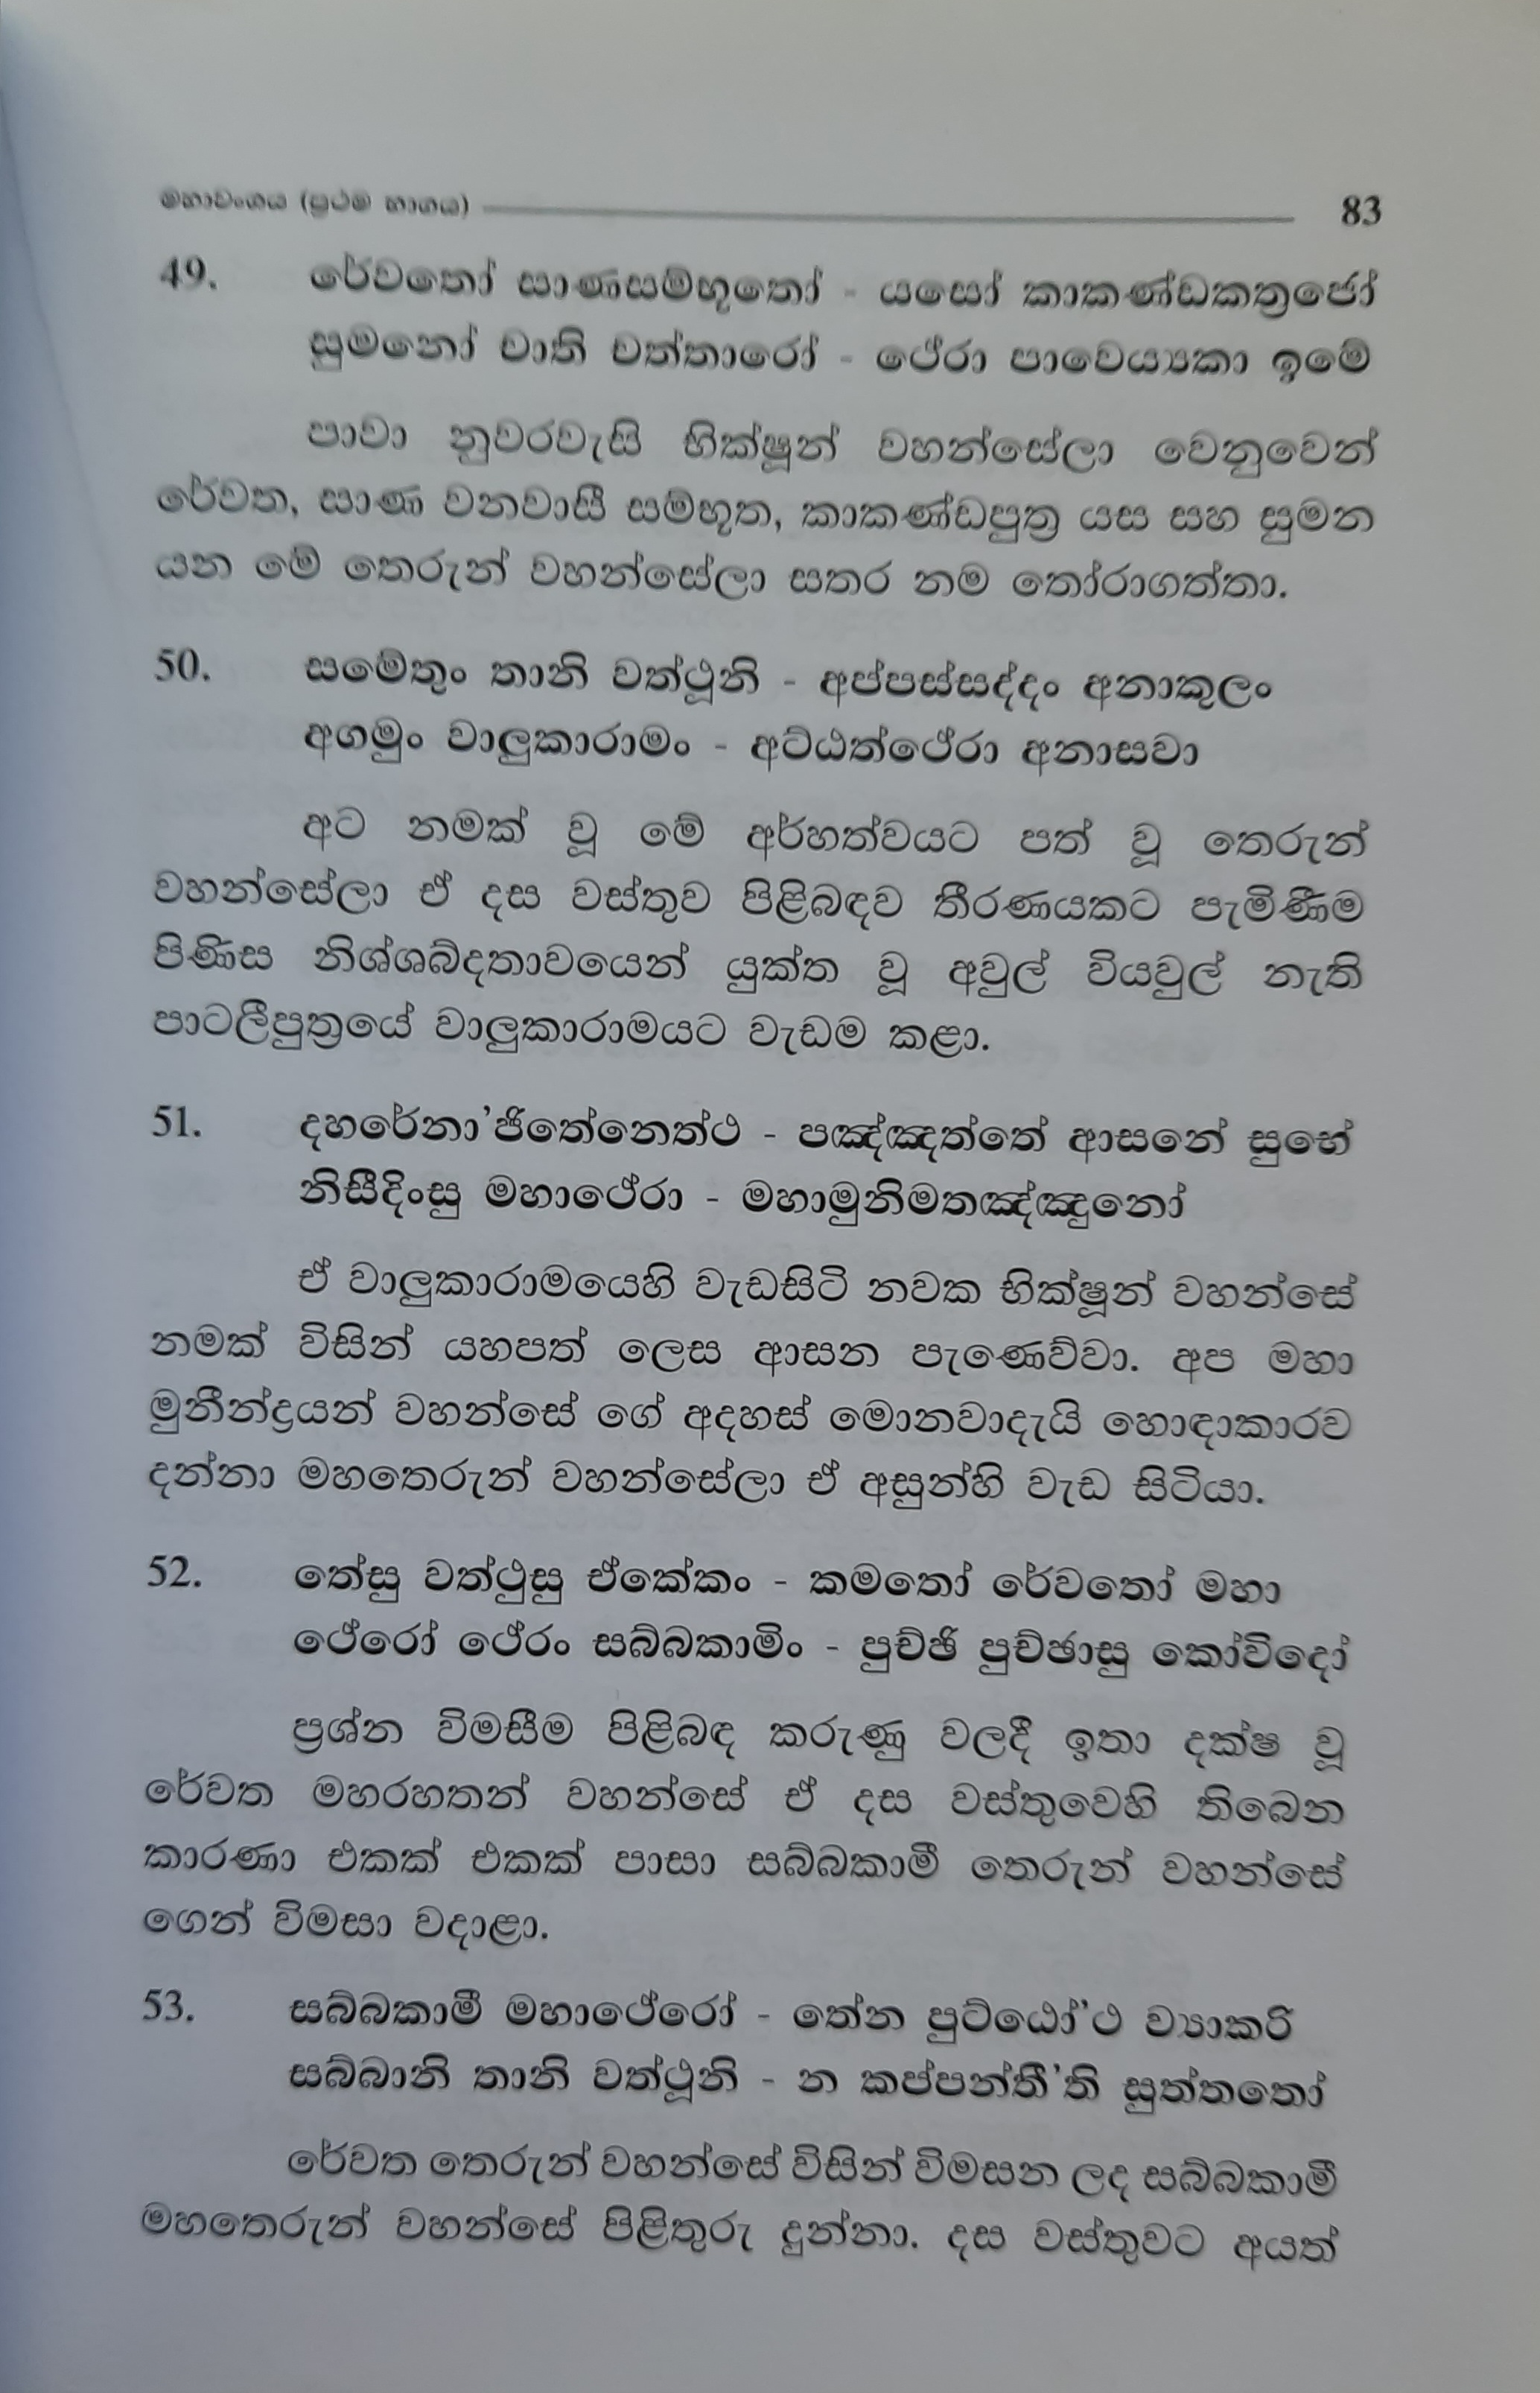 මහාවංශය (ප්‍රථම භාගය) 83
49. රේවතෝ සාණසම්භූතෝ - යසෝ කාකණ්ඩකත්‍රජෝ
සුමනෝ චාති චත්තාරෝ - ථේරා පාවෙය්‍යකා ඉමේ
පාවා නුවරවැසි භික්ෂූන් වහන්සේලා වෙනුවෙන්
රේවත, සාණ වනවාසී සම්භූත, කාකණ්ඩපුත්‍ර යස සහ සුමන
යන මේ තෙරුන් වහන්සේලා සතර නම තෝරාගත්තා.
50. සමේතුං තානි වත්ථූනි - අප්පස්සද්දං අනාකුලං
අගමුං වාලුකාරාමං - අට්ඨත්ථේරා අනාසවා
අට නමක් වූ මේ අර්හත්වයට පත් වූ තෙරුන්
වහන්සේලා ඒ දස වස්තුව පිළිබඳව තීරණයකට පැමිණීම
පිණිස නිශ්ශබ්දතාවයෙන් යුක්ත වූ අවුල් වියවුල් නැති
පාටලීපුත්‍රයේ වාලුකාරාමයට වැඩම කළා.
51. දහරේනා’ජිතේනෙත්ථ - පඤ්ඤත්තේ ආසනේ සුභේ
නිසීදිංසු මහාථේරා - මහාමුනිමතඤ්ඤුනෝ
ඒ වාලුකාරාමයෙහි වැඩසිටි නවක භික්ෂූන් වහන්සේ
නමක් විසින් යහපත් ලෙස ආසන පැණෙව්වා. අප මහා
මුනීන්ද්‍රයන් වහන්සේ ගේ අදහස් මොනවාදැයි හොඳාකාරව
දන්නා මහතෙරුන් වහන්සේලා ඒ අසුන්හි වැඩ සිටියා.
52. තේසු වත්ථුසු ඒකේකං - කමතෝ රේවතෝ මහා
ථේරෝ ථේරං සබ්බකාමිං - පුච්ඡි පුච්ඡාසු කෝවිදෝ
ප්‍රශ්න විමසීම පිළිබඳ කරුණු වලදී ඉතා දක්ෂ වූ
රේවත මහරහතන් වහන්සේ ඒ දස වස්තුවෙහි තිබෙන
කාරණා එකක් එකක් පාසා සබ්බකාමී තෙරුන් වහන්සේ
ගෙන් විමසා වදාළා.
53. සබ්බකාමී මහාථේරෝ - තේන පුට්ඨෝ’ථ ව්‍යාකරි
සබ්බානි තානි වත්ථූනි - න කප්පන්තී’ති සුත්තතෝ
රේවත තෙරුන් වහන්සේ විසින් විමසන ලද සබ්බකාමී
මහතෙරුන් වහන්සේ පිළිතුරු දුන්නා. දස වස්තුවට අයත්